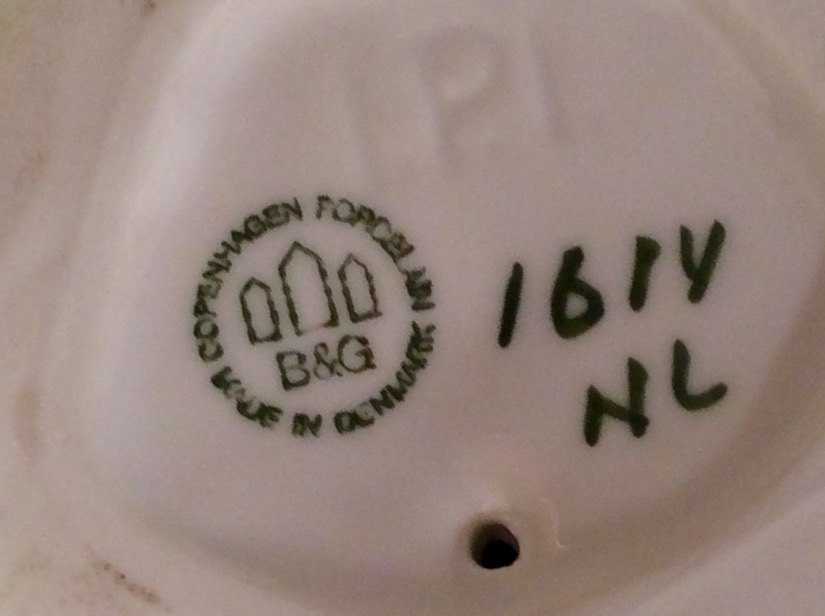 COPENHAGEN PORCELAIN
B&G
MADE IN DENMARK
1614
NL